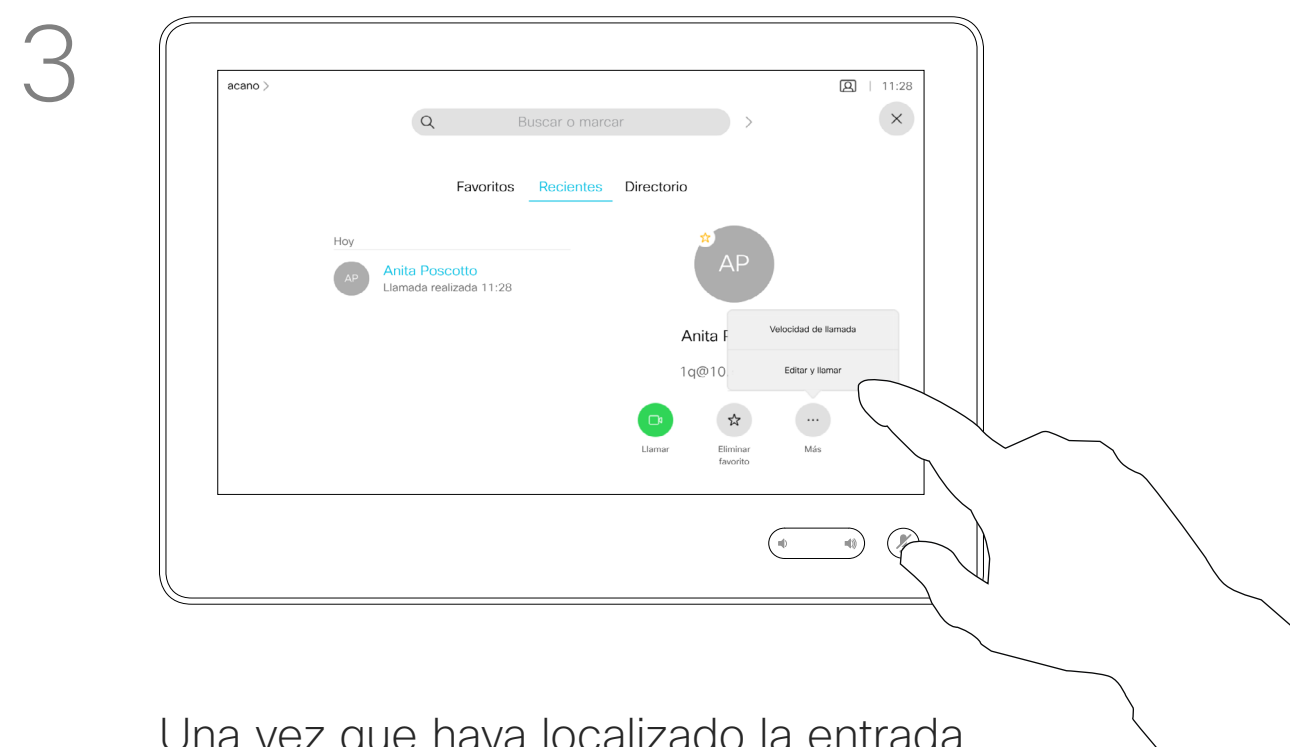 3
acano >
11:28
Buscar o marcar
Favoritos Recientes Directorio
Hoy
AP
Anita Poscotto
Llamada realizada 11:28
AP
Anita
1q@10
Velocidad de llamada
Editar y llamar
Llamar
Eliminar
favorito
Más
Una vez que haya localizado la entrada